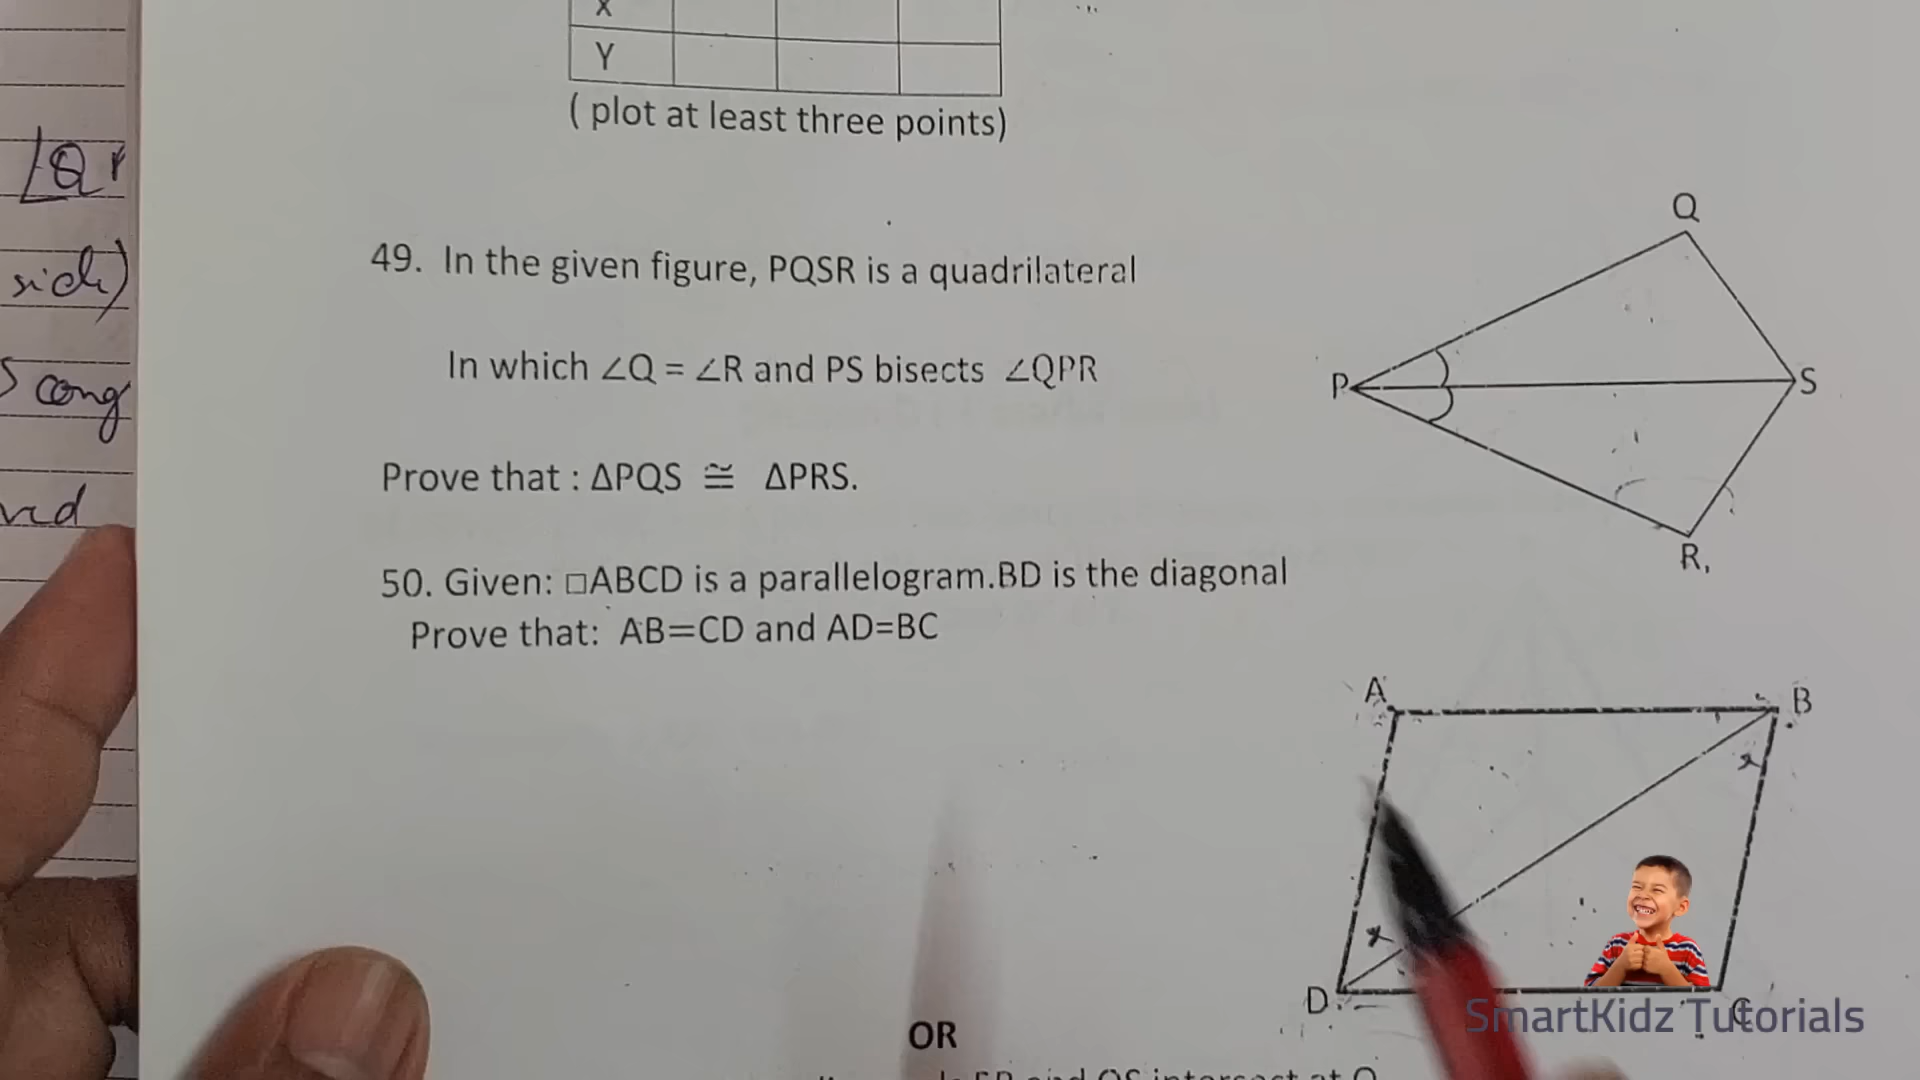 X
Y
( plot at least three points)
∠Q
side)
cong
Q
49. In the given figure, PQSR is a quadrilateral
In which ∠Q = ∠R and PS bisects ∠QPR
P
S
Prove that : ΔPQS ≅ ΔPRS.
R
50. Given: □ABCD is a parallelogram.BD is the diagonal
Prove that: AB=CD and AD=BC
A
B
x
x
D
C
SmartKidz Tutorials
OR